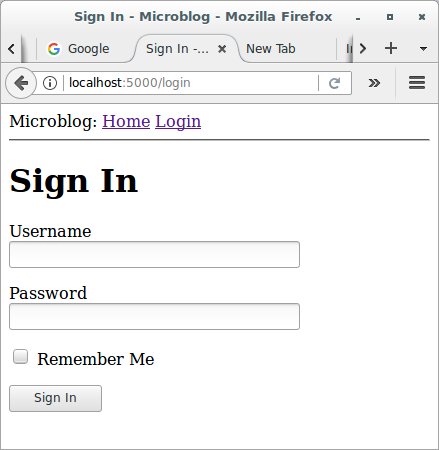 Sign In - Microblog - Mozilla Firefox
Google Sign In -... New Tab
localhost:5000/login
Microblog: Home Login
Sign In
Username
Password
Remember Me
Sign In